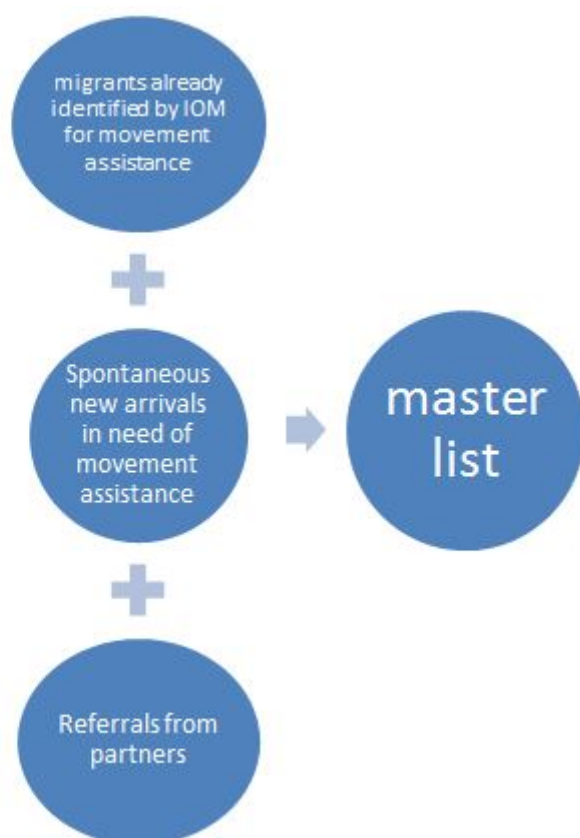 migrants already
identified by IOM
for movement
assistance
Spontaneous
new arrivals
in need of
movement
assistance
master
list
Referrals from
partners